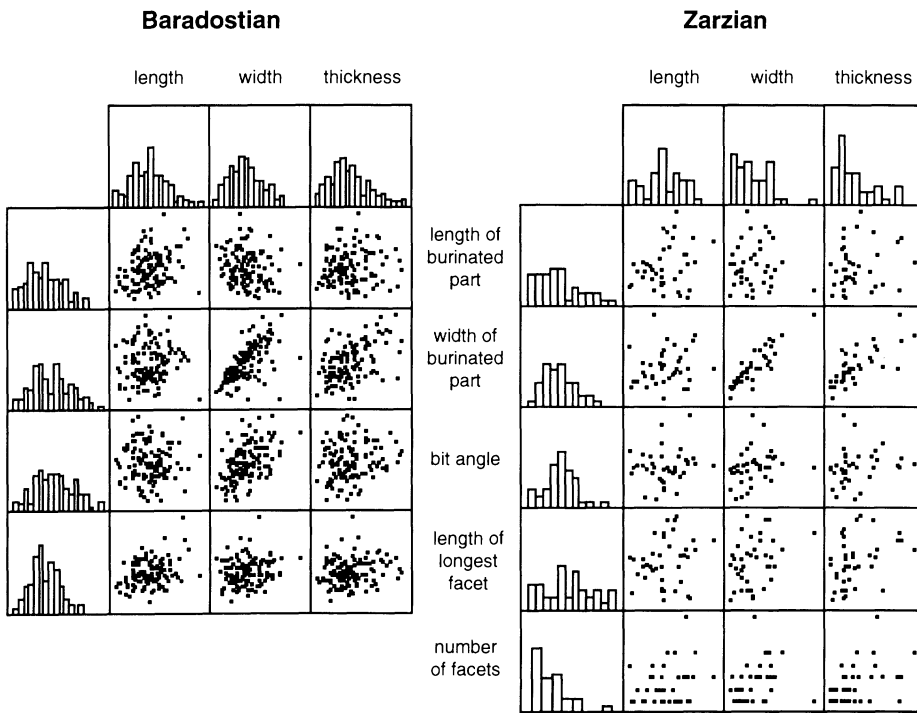 Baradostian
Zarzian
length width thickness
length width thickness
length of
burinated
part
width of
burinated
part
bit angle
length of
longest
facet
number
of facets